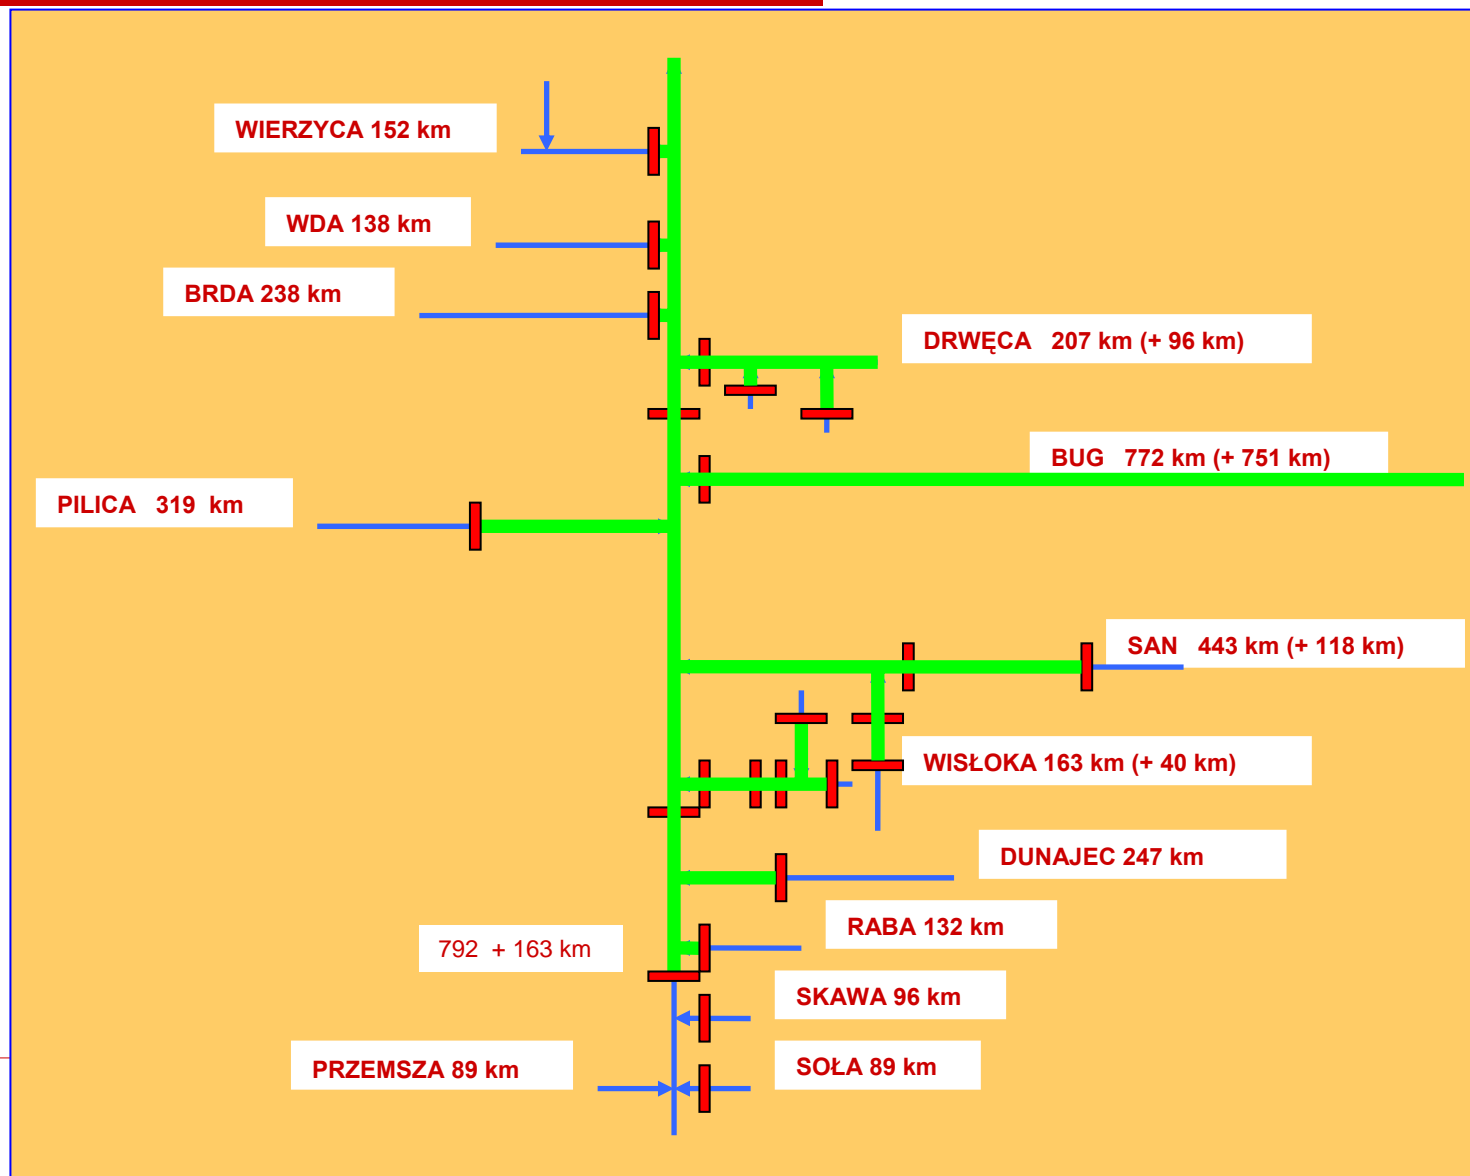 WIERZYCA 152 km
WDA 138 km
BRDA 238 km
DRWĘCA 207 km (+ 96 km)
BUG 772 km (+ 751 km)
PILICA 319 km
SAN 443 km (+ 118 km)
WISŁOKA 163 km (+ 40 km)
DUNAJEC 247 km
RABA 132 km
792 + 163 km
SKAWA 96 km
PRZEMSZA 89 km
SOŁA 89 km